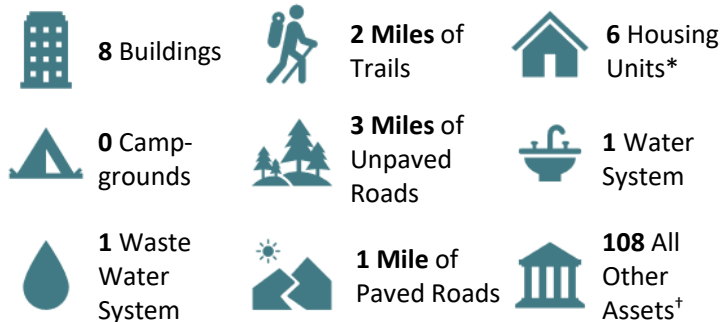 8 Buildings
2 Miles of
Trails
6 Housing
Units*
0 Camp-
grounds
3 Miles of
Unpaved
Roads
1 Water
System
1 Waste
Water
System
1 Mile of
Paved Roads
108 All
Other
Assets†